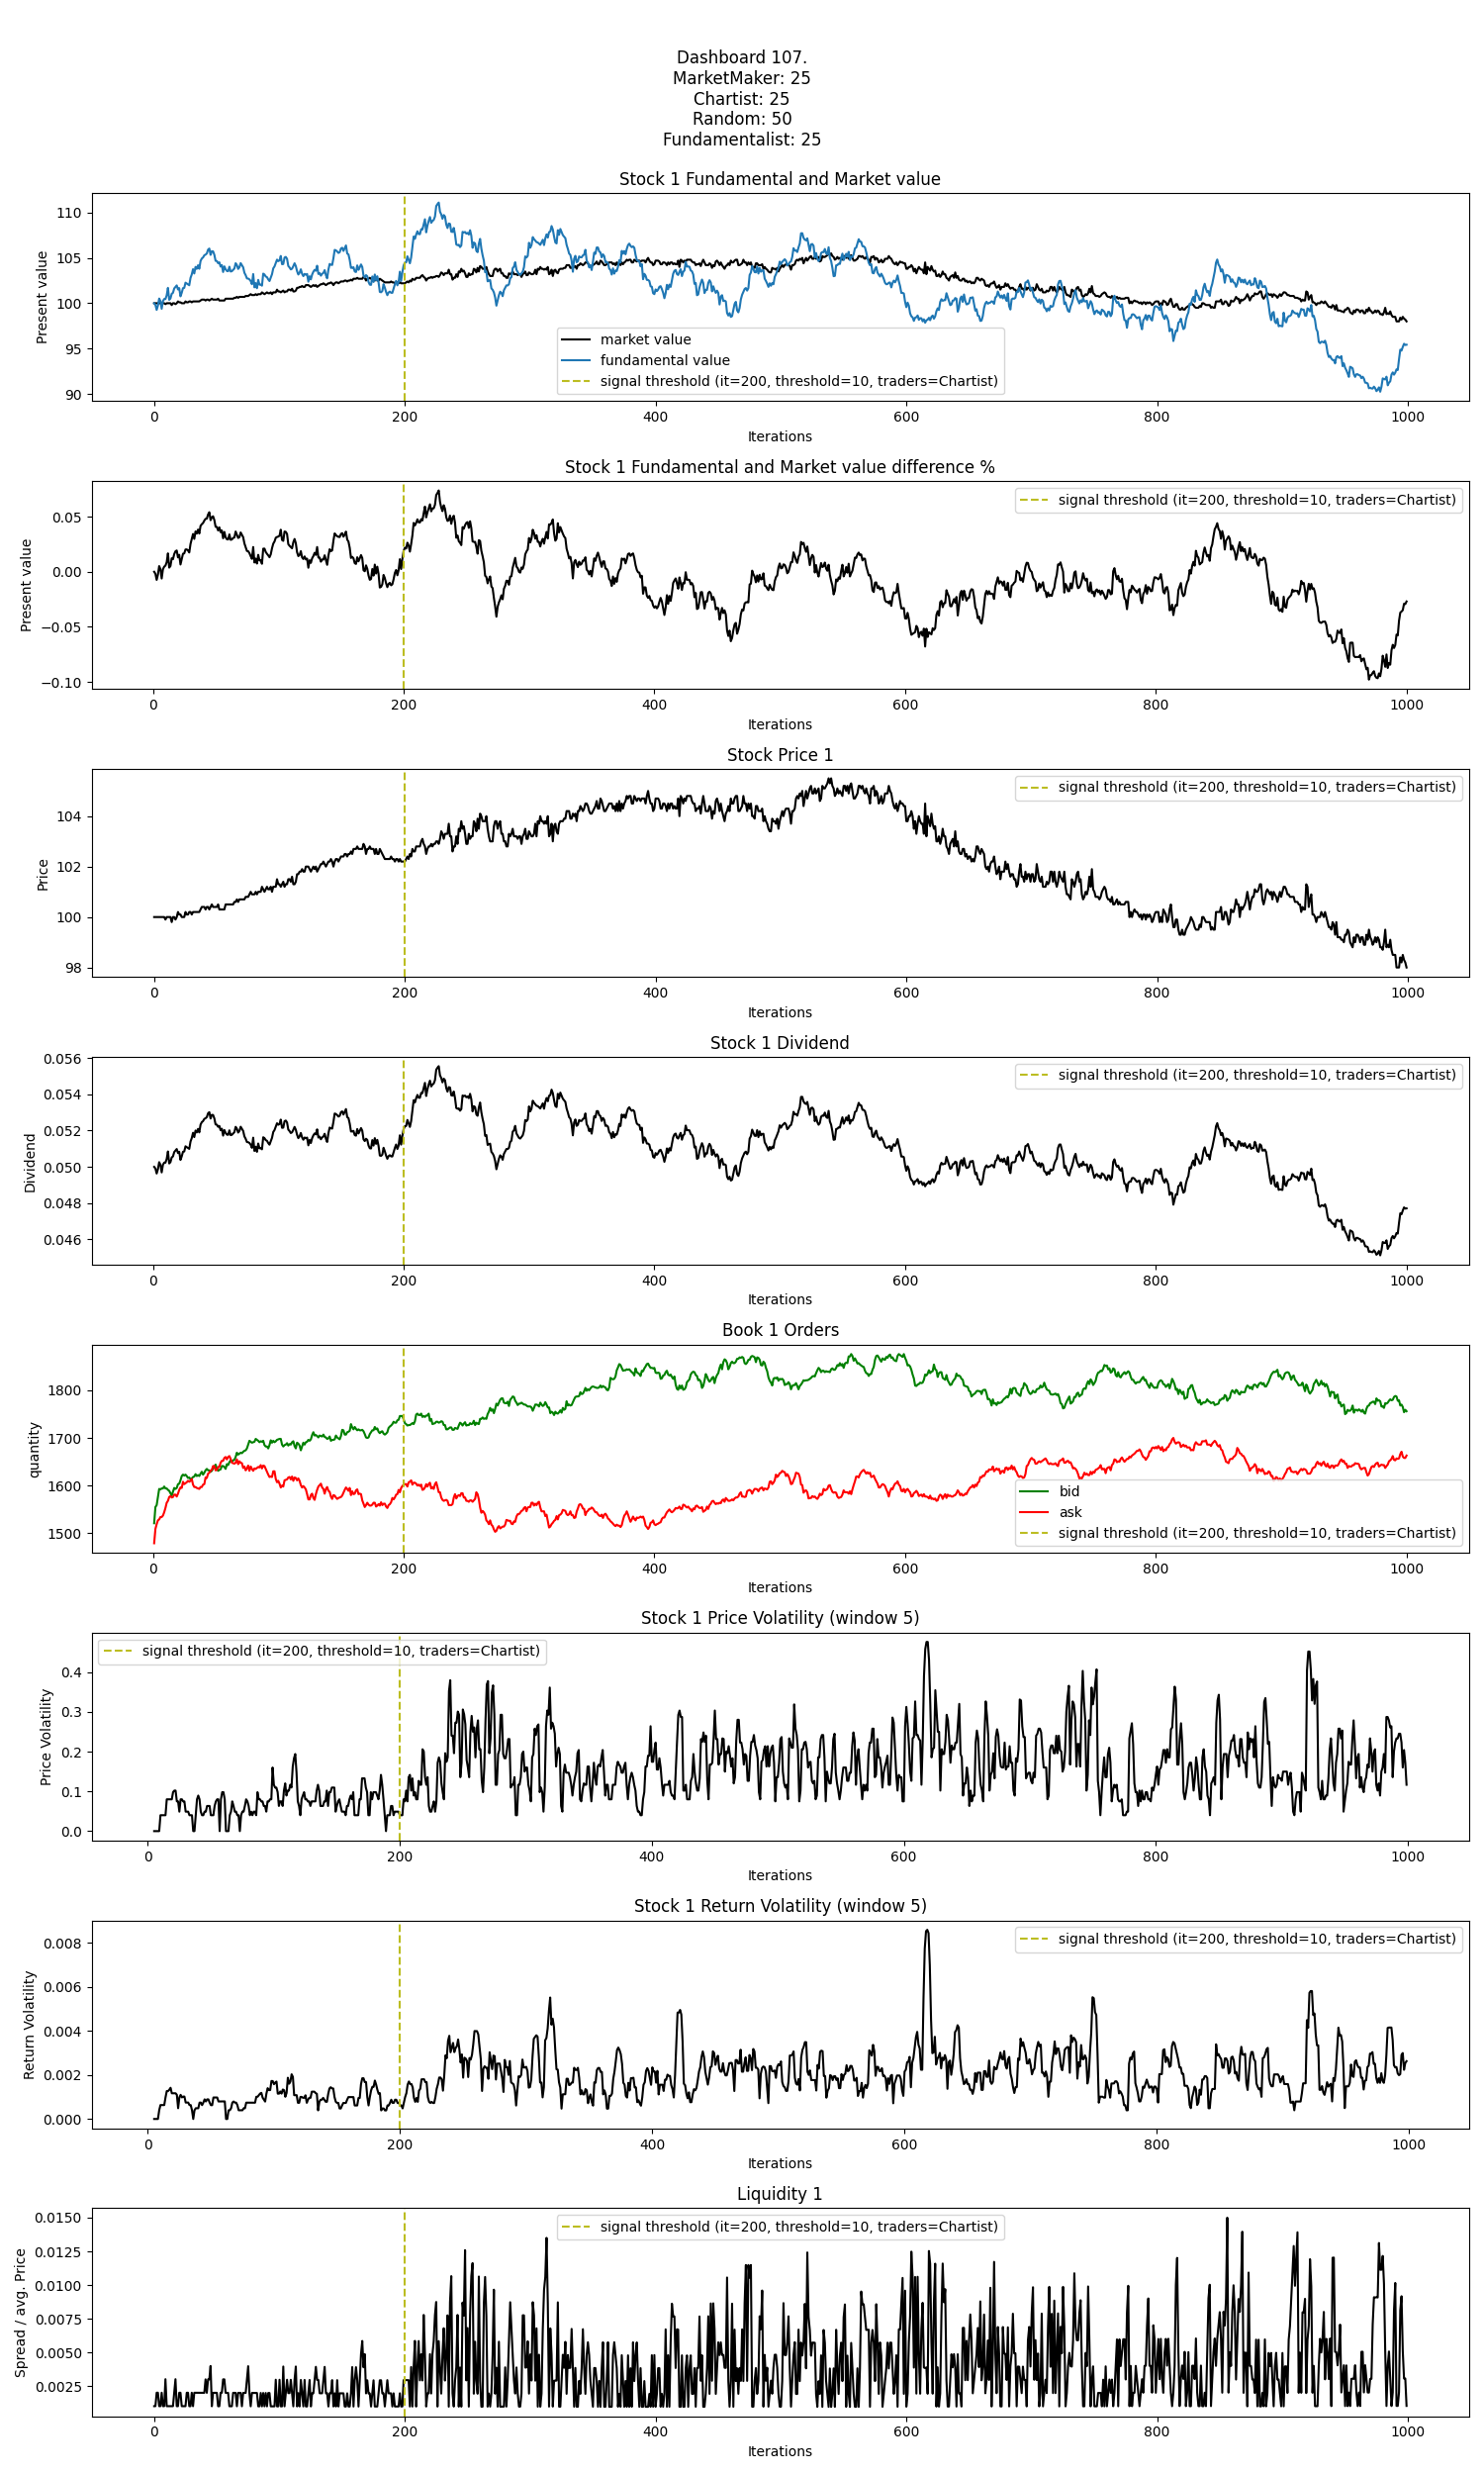 Dashboard 107.
MarketMaker: 25
Chartist: 25
Random: 50
Fundamentalist: 25
Stock 1 Fundamental and Market value
Present value
110
105
100
95
90
market value
fundamental value
signal threshold (it=200, threshold=10, traders=Chartist)
0 200 400 600 800 1000
Iterations
Stock 1 Fundamental and Market value difference %
Present value
0.05
0.00
−0.05
−0.10
signal threshold (it=200, threshold=10, traders=Chartist)
0 200 400 600 800 1000
Iterations
Stock Price 1
Price
104
102
100
98
signal threshold (it=200, threshold=10, traders=Chartist)
0 200 400 600 800 1000
Iterations
Stock 1 Dividend
Dividend
0.056
0.054
0.052
0.050
0.048
0.046
signal threshold (it=200, threshold=10, traders=Chartist)
0 200 400 600 800 1000
Iterations
Book 1 Orders
quantity
1800
1700
1600
1500
bid
ask
signal threshold (it=200, threshold=10, traders=Chartist)
0 200 400 600 800 1000
Iterations
Stock 1 Price Volatility (window 5)
Price Volatility
0.4
0.3
0.2
0.1
0.0
signal threshold (it=200, threshold=10, traders=Chartist)
0 200 400 600 800 1000
Iterations
Stock 1 Return Volatility (window 5)
Return Volatility
0.008
0.006
0.004
0.002
0.000
signal threshold (it=200, threshold=10, traders=Chartist)
0 200 400 600 800 1000
Iterations
Liquidity 1
Spread / avg. Price
0.0150
0.0125
0.0100
0.0075
0.0050
0.0025
signal threshold (it=200, threshold=10, traders=Chartist)
0 200 400 600 800 1000
Iterations